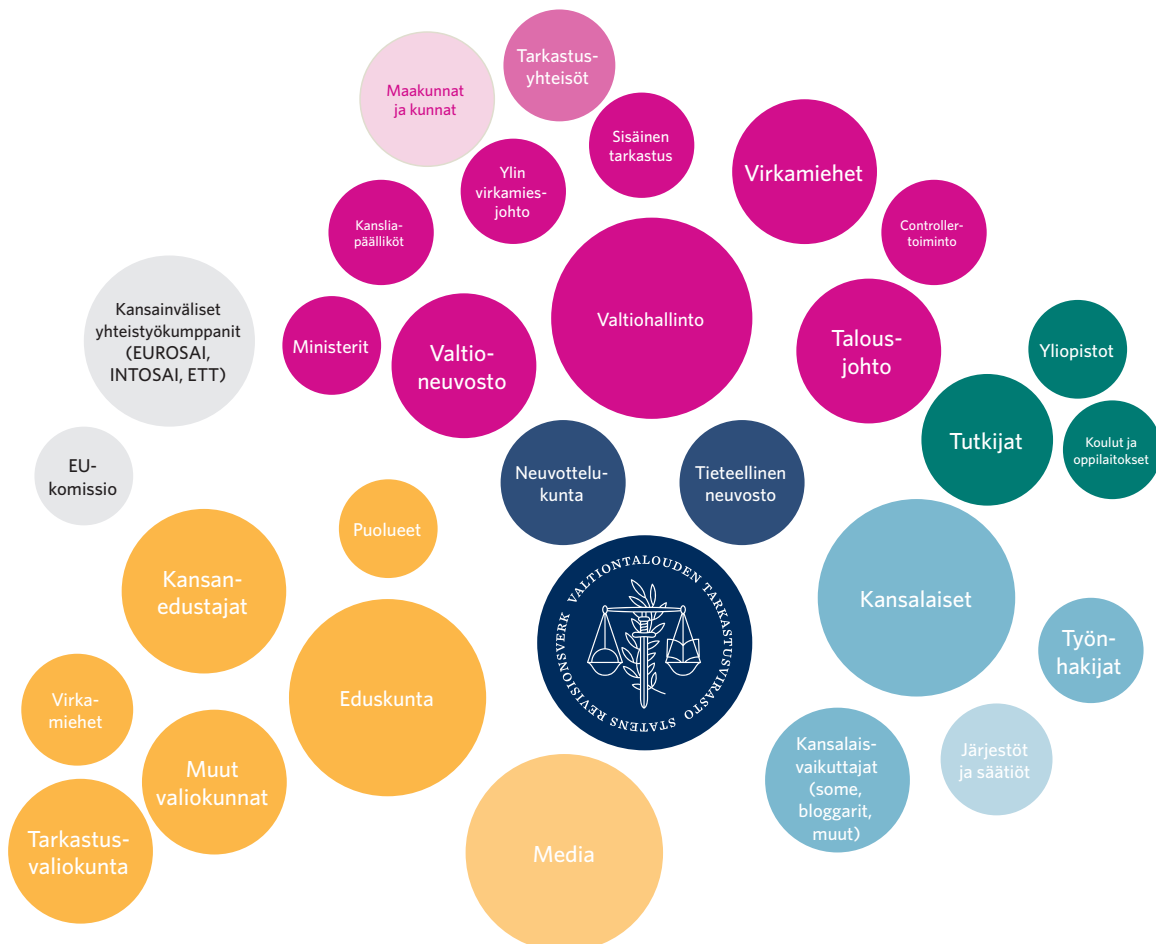 Tarkastus-
yhteisöt
Maakunnat
ja kunnat
Sisäinen
tarkastus
Virkamiehet
Ylin
virkamies-
johto
Kanslia-
päälliköt
Controller-
toiminto
Kansainväliset
yhteistyökumppanit
(EUROSAI,
INTOSAI, ETT)
Ministerit
Valtio-
neuvosto
Valtiohallinto
Talous-
johto
Yliopistot
Tutkijat
Koulut ja
oppilaitokset
EU-
komissio
Neuvottelu-
kunta
Tieteellinen
neuvosto
Puolueet
Kansan-
edustajat
VALTIONTALOUDEN TARKASTUSVIRASTO
STATENS REVISIONSVERK
Kansalaiset
Työn-
hakijat
Virka-
miehet
Eduskunta
Muut
valiokunnat
Kansalais-
vaikuttajat
(some,
bloggarit,
muut)
Järjestöt
ja säätiöt
Tarkastus-
valiokunta
Media